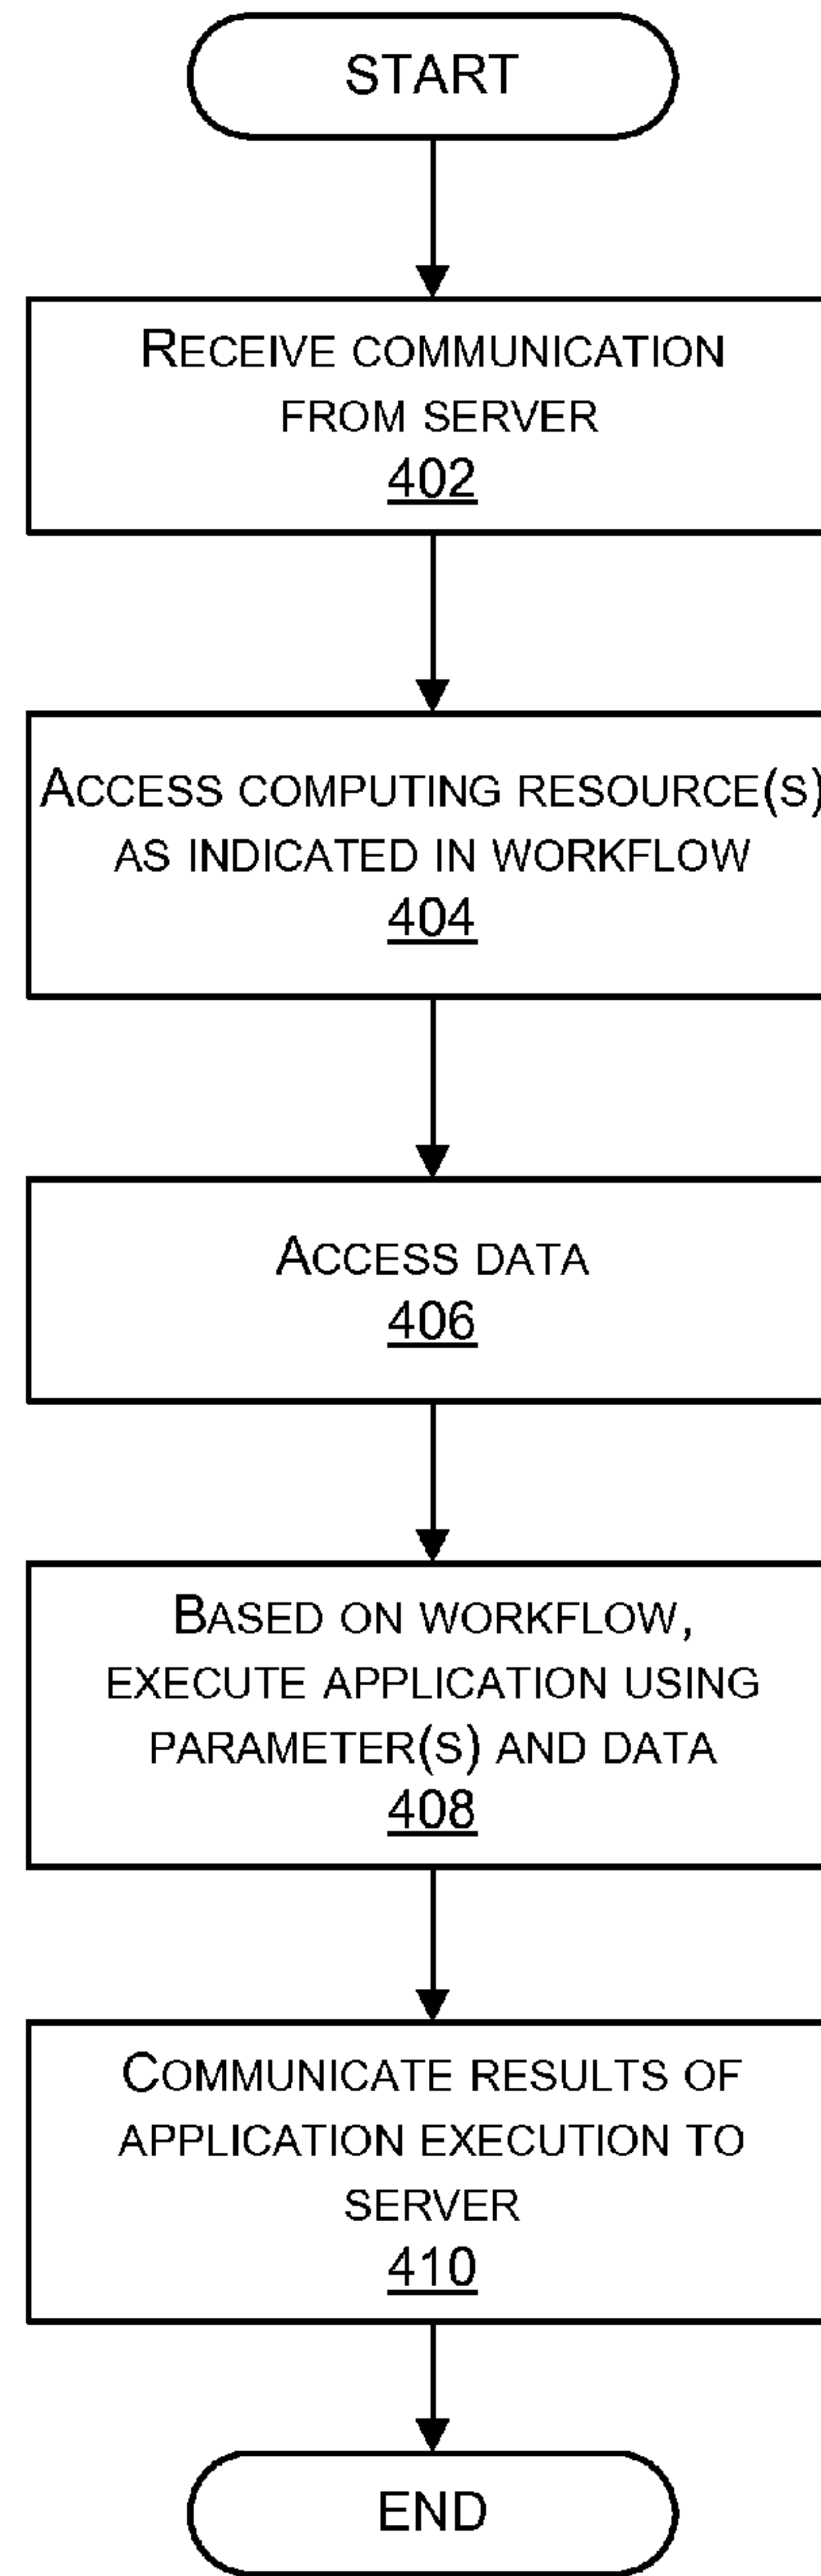 START
RECEIVE COMMUNICATION
FROM SERVER
402
ACCESS COMPUTING RESOURCE(S)
AS INDICATED IN WORKFLOW
404
ACCESS DATA
406
BASED ON WORKFLOW,
EXECUTE APPLICATION USING
PARAMETER(S) AND DATA
408
COMMUNICATE RESULTS OF
APPLICATION EXECUTION TO
SERVER
410
END